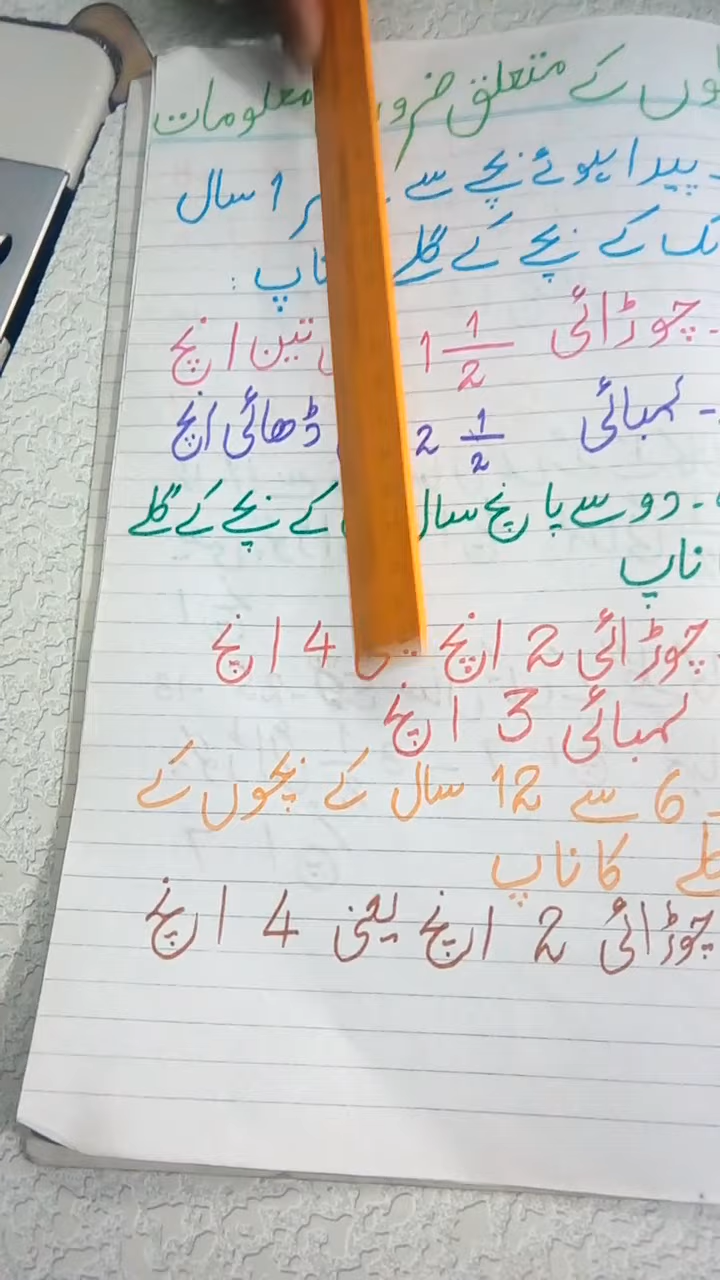 کے متعلق معلومات
پیدا ہوئے بچے سے 1 سال
تک کے بچے کے گلے ناپ :
چوڑائی 1 1/2 تین انچ
لمبائی 2 1/2 ڈھائی انچ
دو سے پانچ سال کے بچے کے گلے
ناپ
چوڑائی 2 انچ 4 انچ
لمبائی 3 انچ
6 سے 12 سال کے بچوں کے
کا ناپ
چوڑائی 2 انچ یعنی 4 انچ